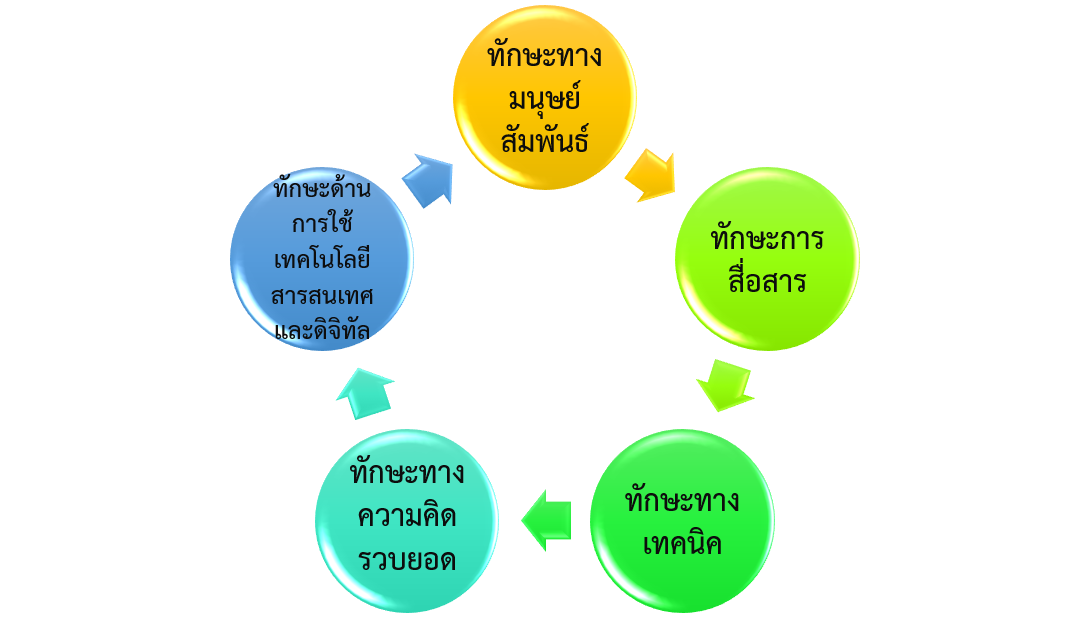 ทักษะทาง
มนุษย์
สัมพันธ์
ทักษะการ
สื่อสาร
ทักษะทาง
เทคนิค
ทักษะทาง
ความคิด
รวบยอด
ทักษะด้าน
การใช้
เทคโนโลยี
สารสนเทศ
และดิจิทัล